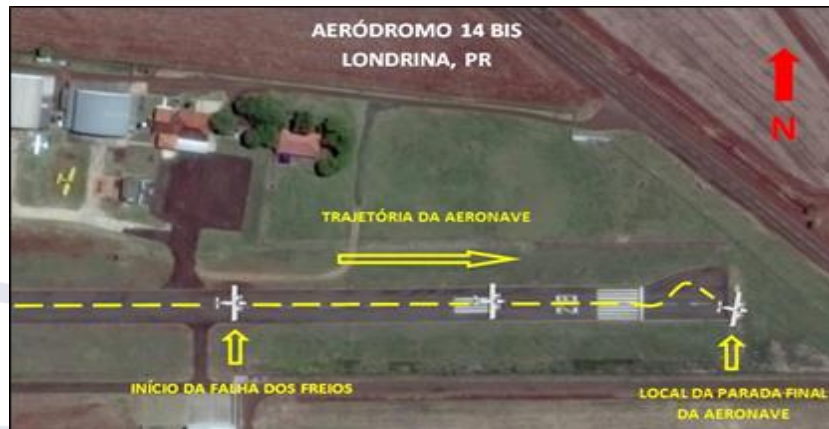 AERÓDROMO 14 BIS
LONDRINA, PR
N
TRAJETÓRIA DA AERONAVE
INÍCIO DA FALHA DOS FREIOS
LOCAL DA PARADA FINAL
DA AERONAVE